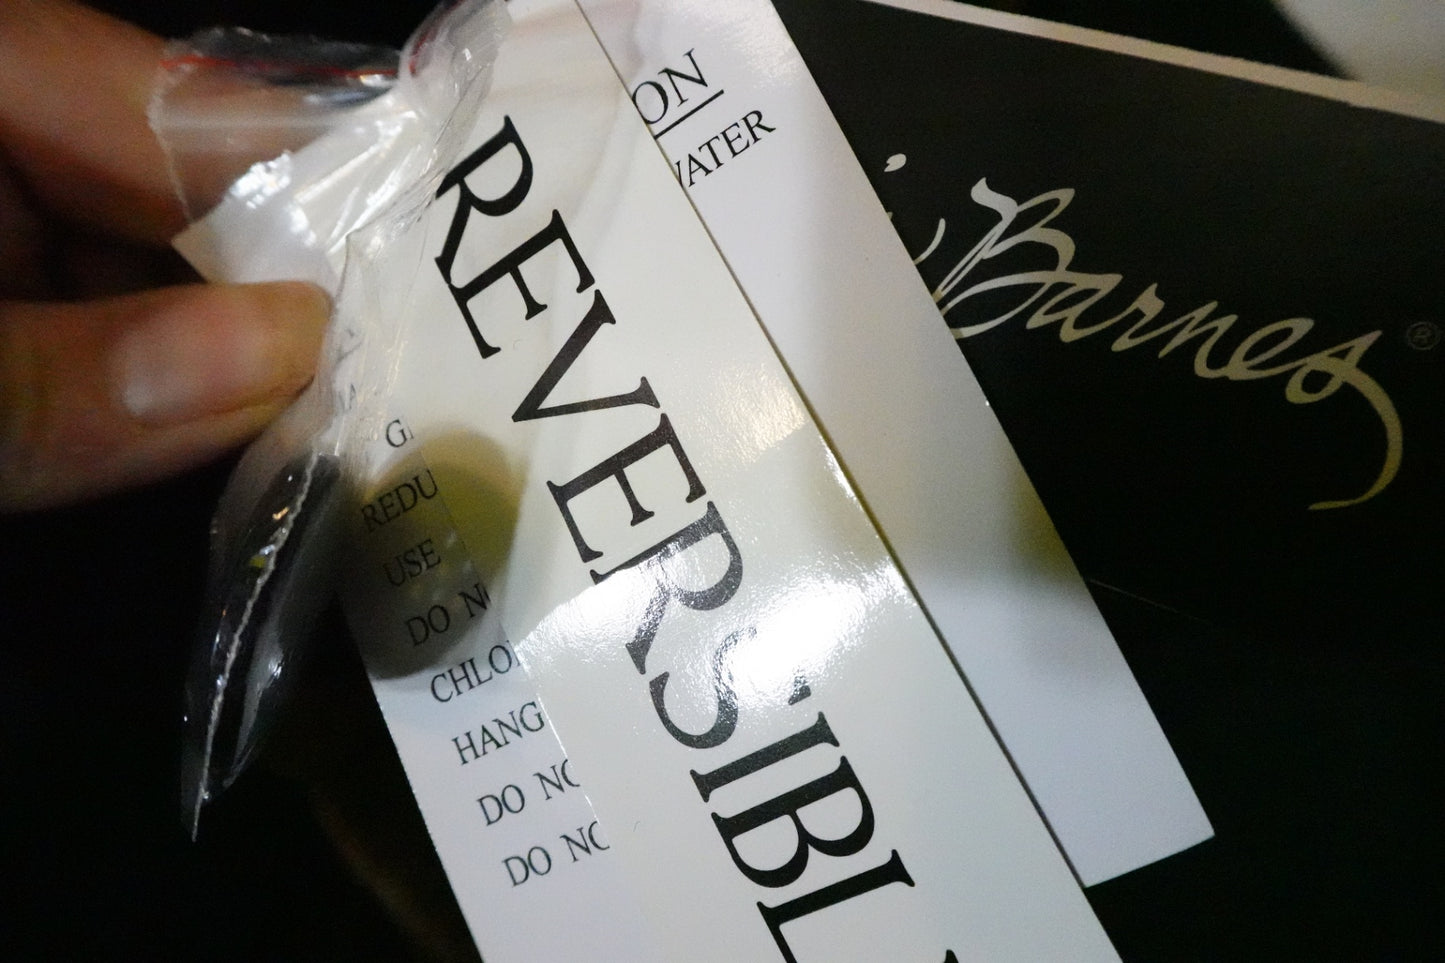 REVERSIBL
ON
WATER
Barnes®
G
REDU
USE
DO NO
CHLO
HANG
DO NO
DO NO